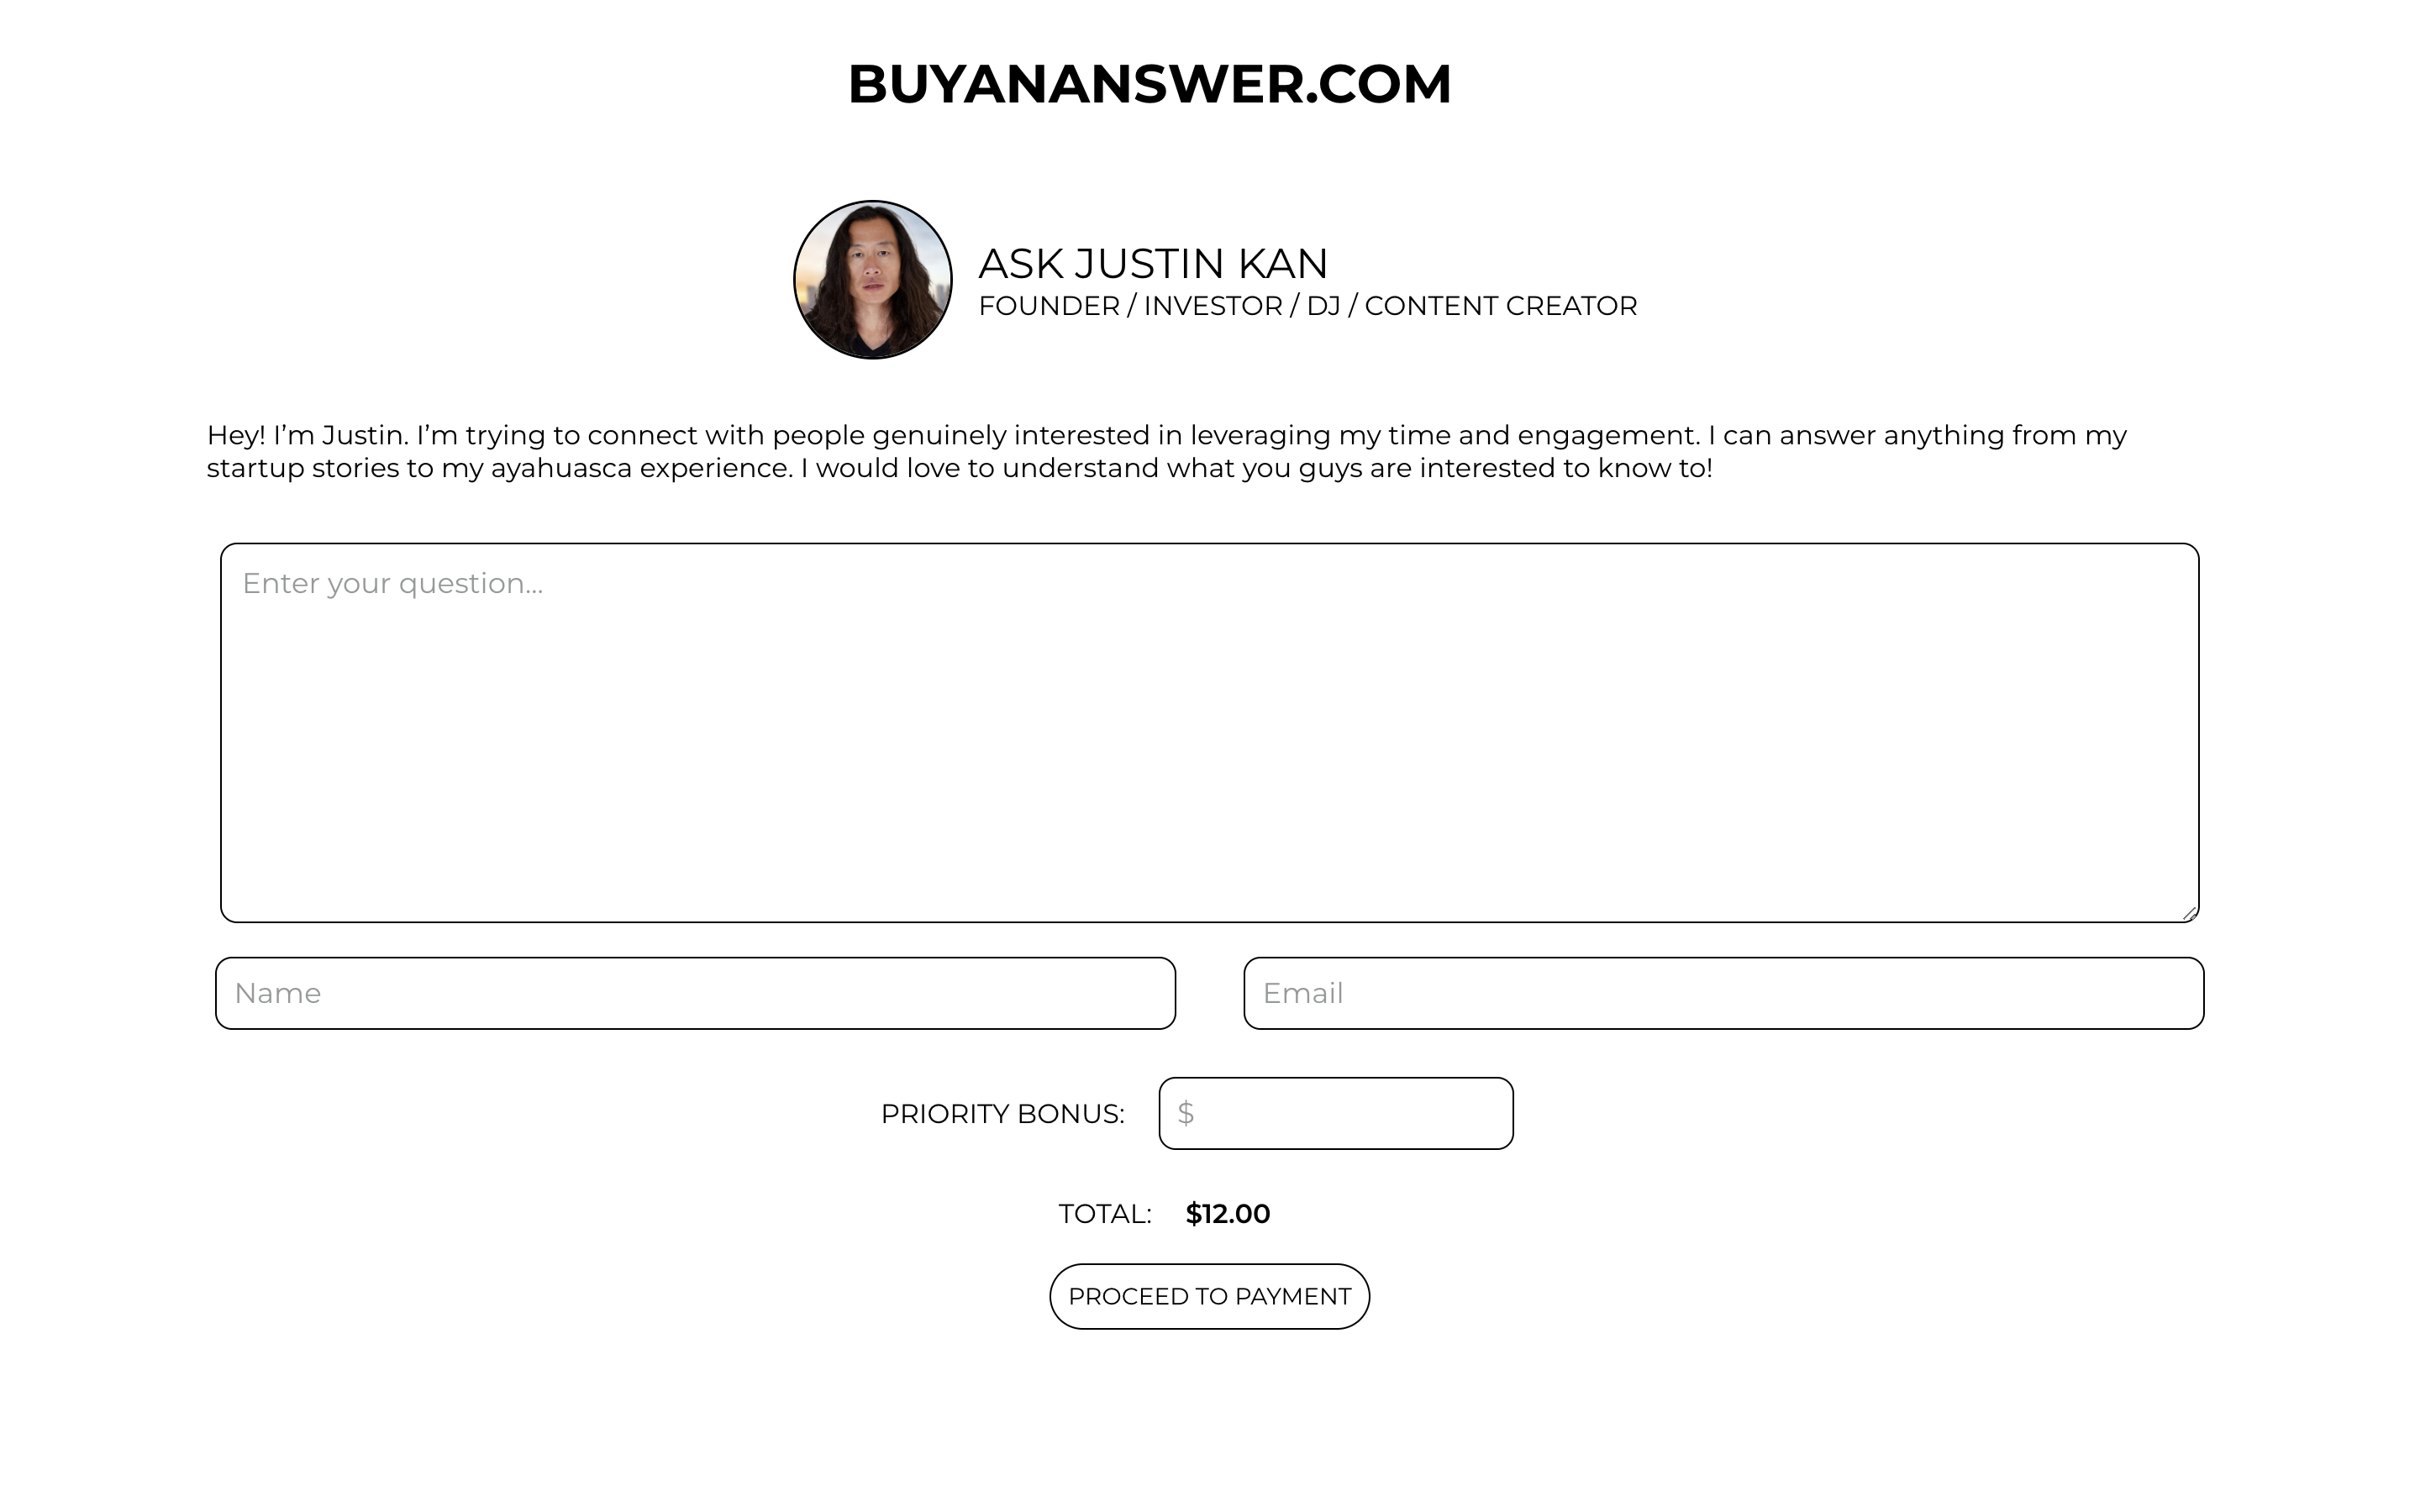 BUYANANSWER.COM
ASK JUSTIN KAN
FOUNDER / INVESTOR / DJ / CONTENT CREATOR
Hey! I’m Justin. I’m trying to connect with people genuinely interested in leveraging my time and engagement. I can answer anything from my
startup stories to my ayahuasca experience. I would love to understand what you guys are interested to know to!
Enter your question...
Name
Email
PRIORITY BONUS: $
TOTAL: $12.00
PROCEED TO PAYMENT